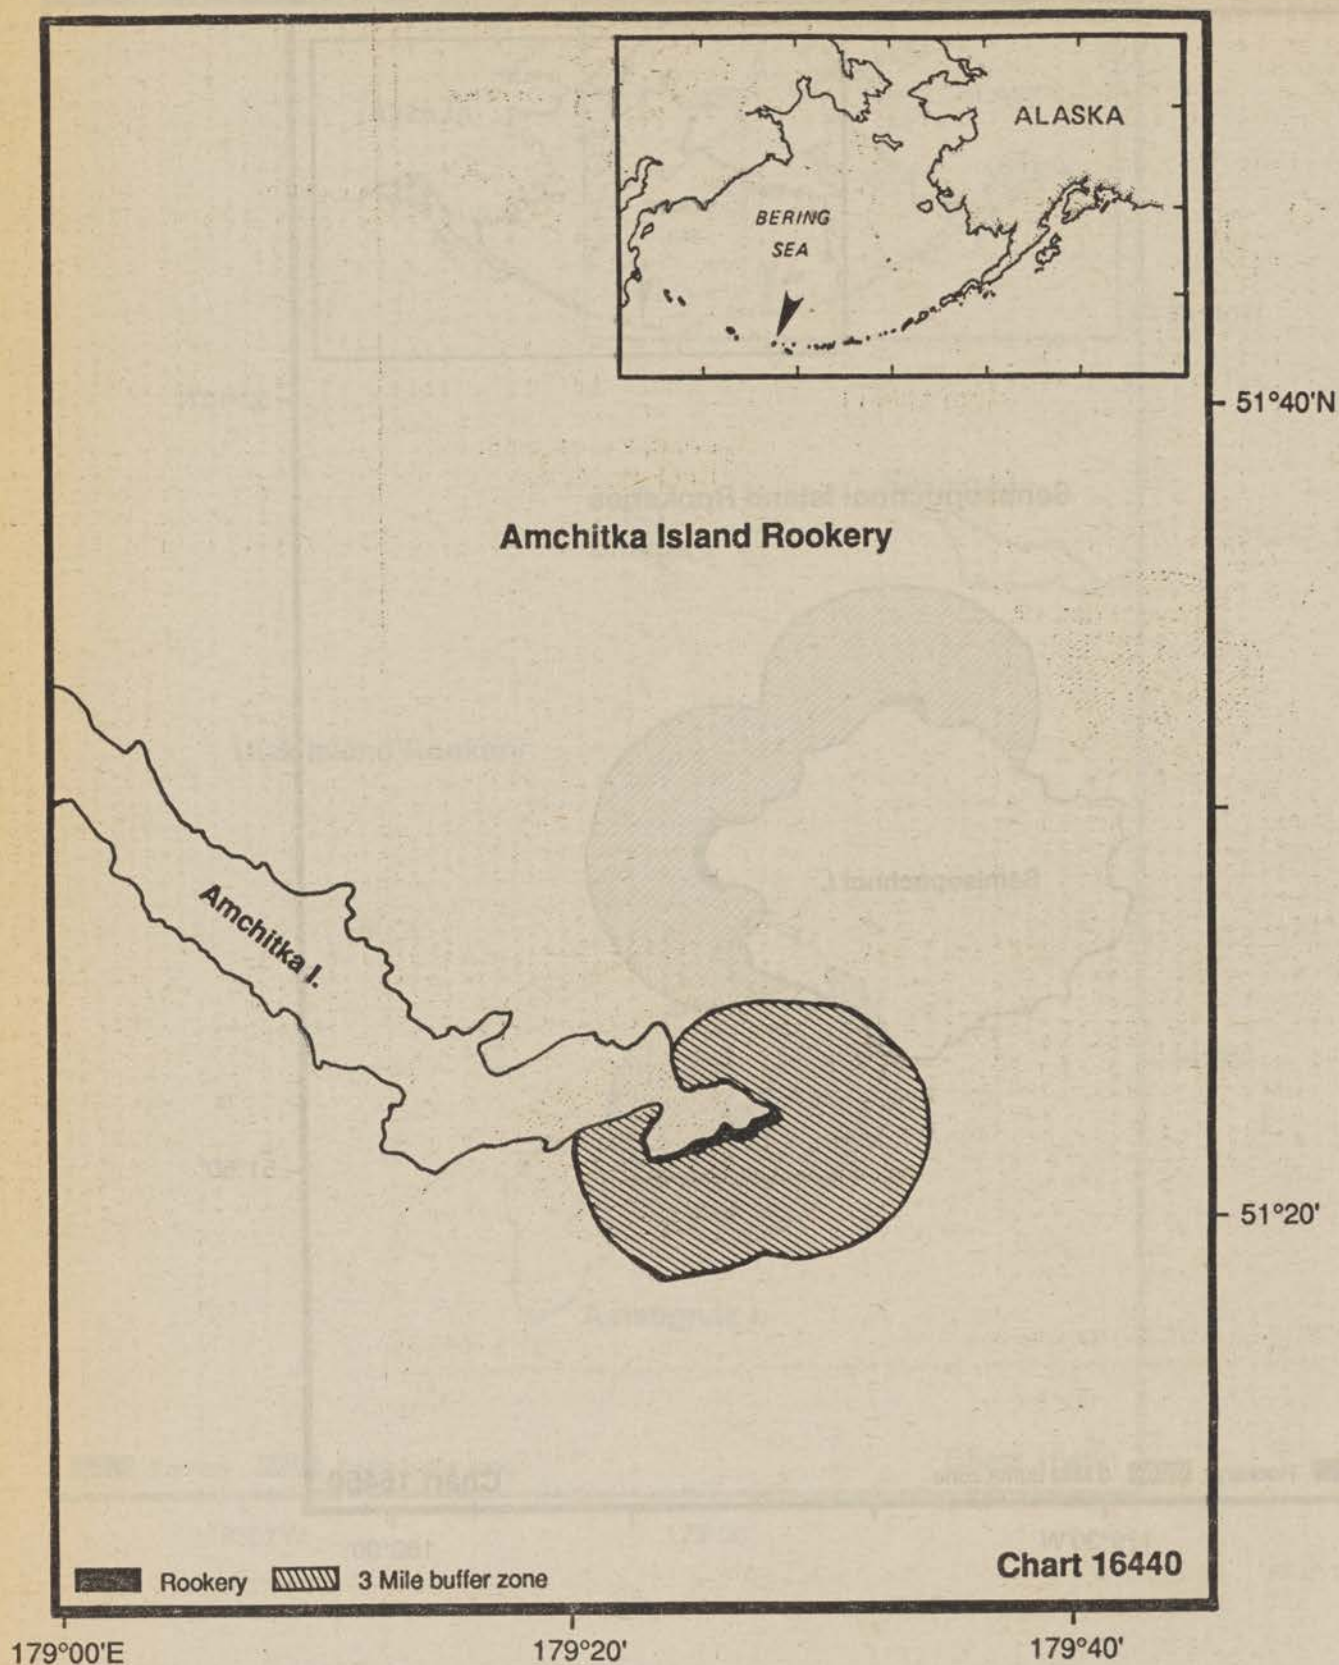 ALASKA
BERING
SEA
51°40'N
Amchitka Island Rookery
Amchitka I.
51°20'
Rookery
3 Mile buffer zone
Chart 16440
179°00'E
179°20'
179°40'